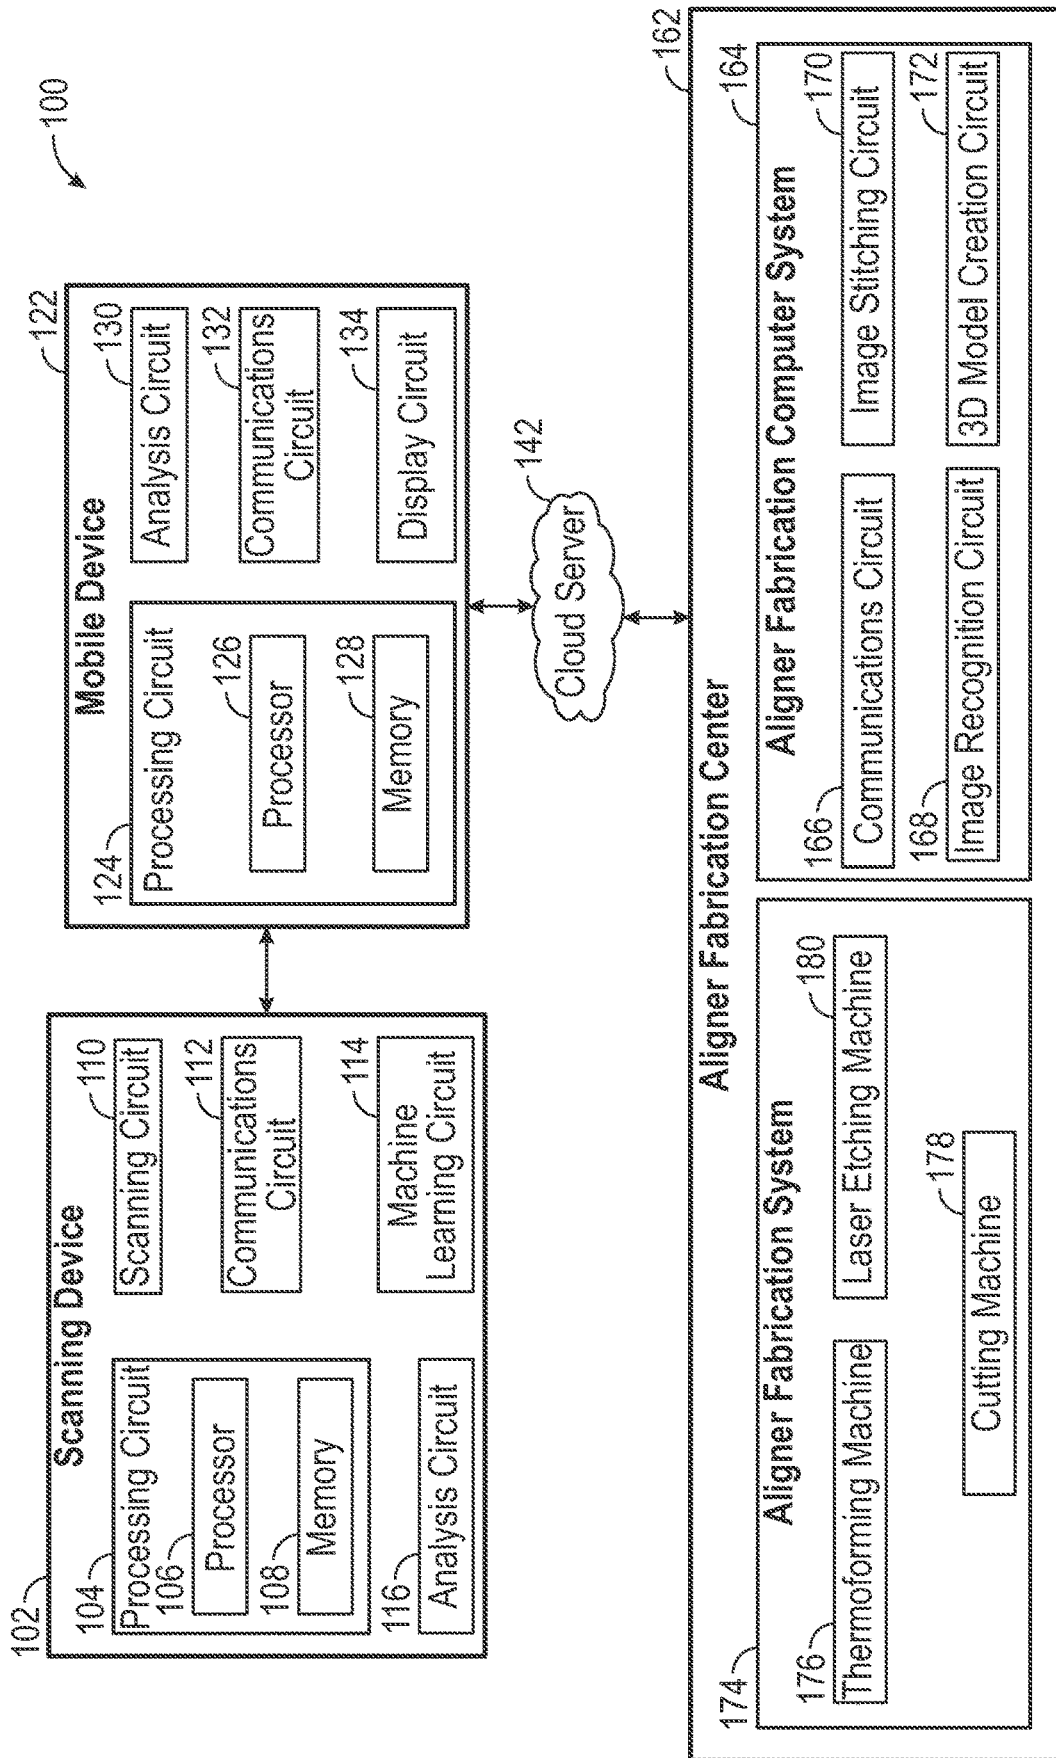 100
102
Scanning Device
104
Processing Circuit
106
Processor
108
Memory
116
Analysis Circuit
110
Scanning Circuit
112
Communications
Circuit
114
Machine
Learning Circuit
122
Mobile Device
124
Processing Circuit
126
Processor
128
Memory
130
Analysis Circuit
132
Communications
Circuit
134
Display Circuit
142
Cloud Server
162
Aligner Fabrication Center
174
Aligner Fabrication System
176
Thermoforming Machine
180
Laser Etching Machine
178
Cutting Machine
164
Aligner Fabrication Computer System
166
Communications Circuit
170
Image Stitching Circuit
168
Image Recognition Circuit
172
3D Model Creation Circuit